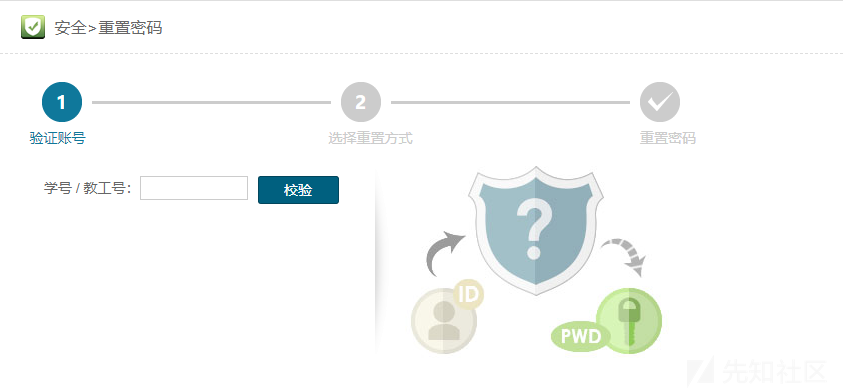 安全>重置密码
1
2
验证账号
选择重置方式
重置密码
学号 / 教工号:
校验
?
ID
PWD
先知社区